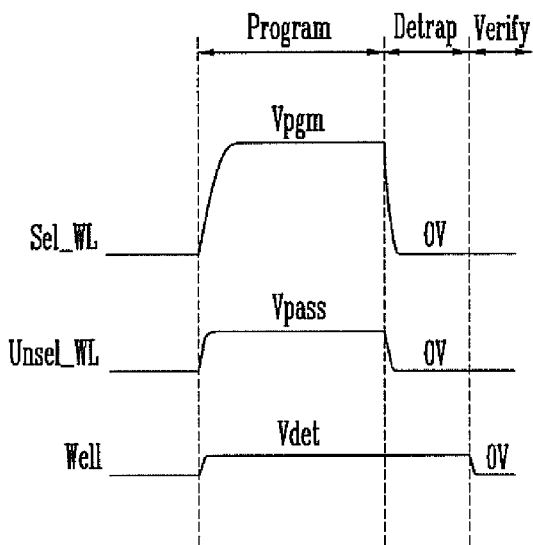 Program Detrap Verify
Vpgm
Sel_WL 0V
Vpass
Unsel_WL 0V
Vdet
Well 0V